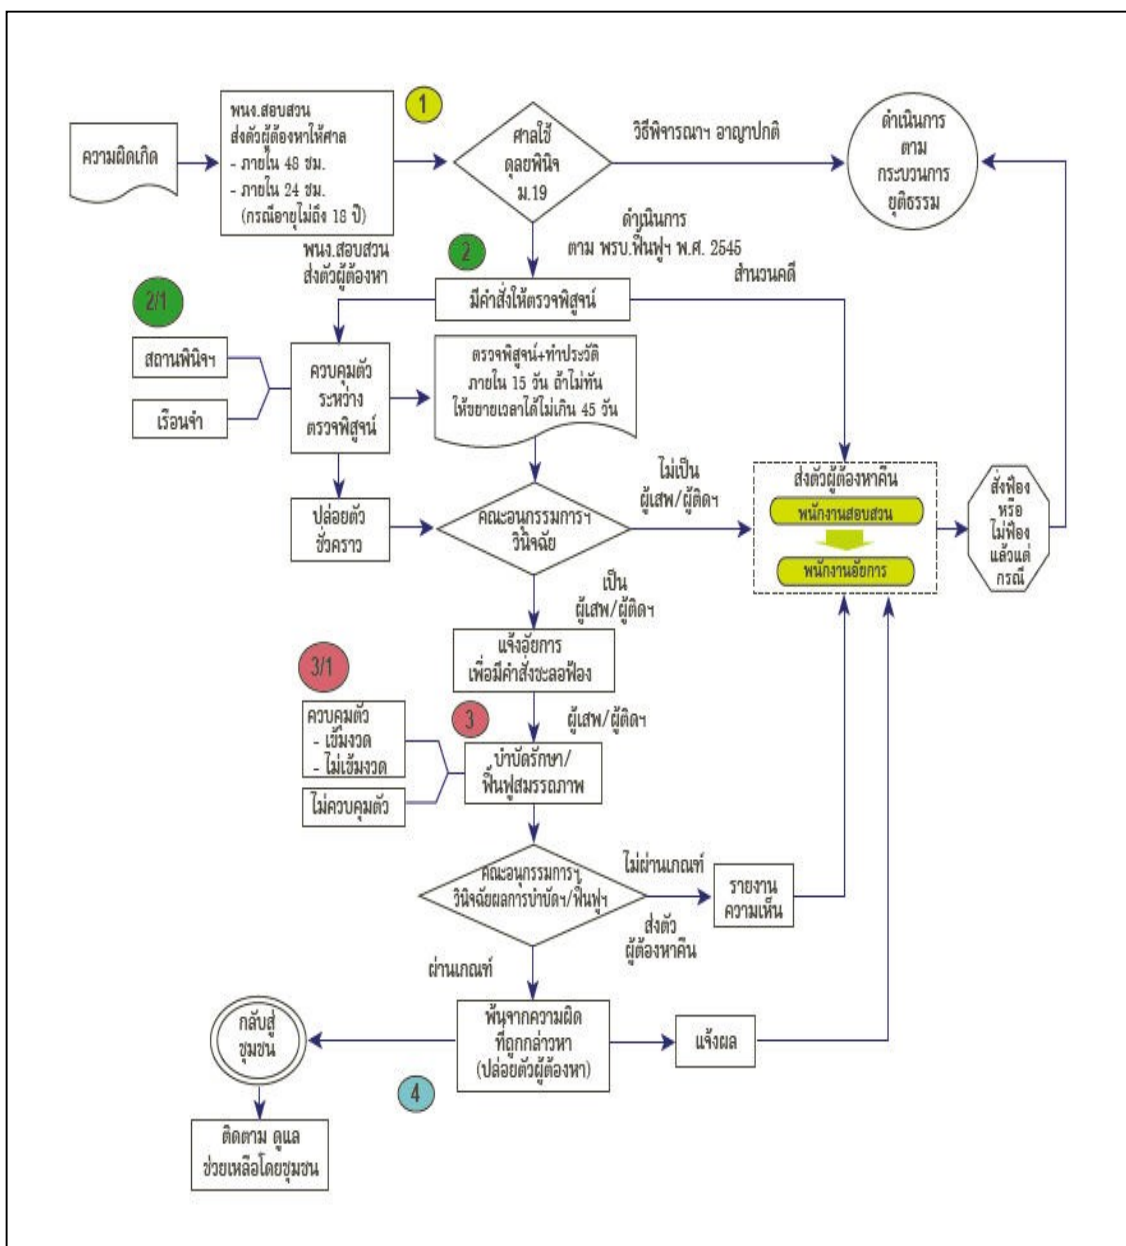 ความผิดเกิด
พนง.สอบสวน
ส่งตัวผู้ต้องหาให้ศาล
- ภายใน 48 ชม.
- ภายใน 24 ชม.
(กรณีอายุไม่ถึง 18 ปี)
1
ศาลใช้
ดุลยพินิจ
ม.19
วิธีพิจารณาฯ อาญาปกติ
ดำเนินการ
ตาม
กระบวนการ
ยุติธรรม
ดำเนินการ
ตาม พรบ.ฟื้นฟูฯ พ.ศ. 2545
พนง.สอบสวน
ส่งตัวผู้ต้องหา
2
มีคำสั่งให้ตรวจพิสูจน์
สำนวนคดี
2/1
สถานพินิจฯ
เรือนจำ
ควบคุมตัว
ระหว่าง
ตรวจพิสูจน์
ตรวจพิสูจน์+ทำประวัติ
ภายใน 15 วัน ถ้าไม่ทัน
ให้ขยายเวลาได้ไม่เกิน 45 วัน
ปล่อยตัว
ชั่วคราว
คณะอนุกรรมการฯ
วินิจฉัย
ไม่เป็น
ผู้เสพ/ผู้ติดฯ
ส่งตัวผู้ต้องหาคืน
พนักงานสอบสวน
พนักงานอัยการ
สั่งฟ้อง
หรือ
ไม่ฟ้อง
แล้วแต่
กรณี
เป็น
ผู้เสพ/ผู้ติดฯ
แจ้งอัยการ
เพื่อมีคำสั่งชะลอฟ้อง
ผู้เสพ/ผู้ติดฯ
3/1
ควบคุมตัว
- เข้มงวด
- ไม่เข้มงวด
ไม่ควบคุมตัว
3
บำบัดรักษา/
ฟื้นฟูสมรรถภาพ
คณะอนุกรรมการฯ
วินิจฉัยผลการบำบัดฯ/ฟื้นฟูฯ
ไม่ผ่านเกณฑ์
ส่งตัว
ผู้ต้องหาคืน
รายงาน
ความเห็น
ผ่านเกณฑ์
พ้นจากความผิด
ที่ถูกกล่าวหา
(ปล่อยตัวผู้ต้องหา)
แจ้งผล
4
กลับสู่
ชุมชน
ติดตาม ดูแล
ช่วยเหลือโดยชุมชน